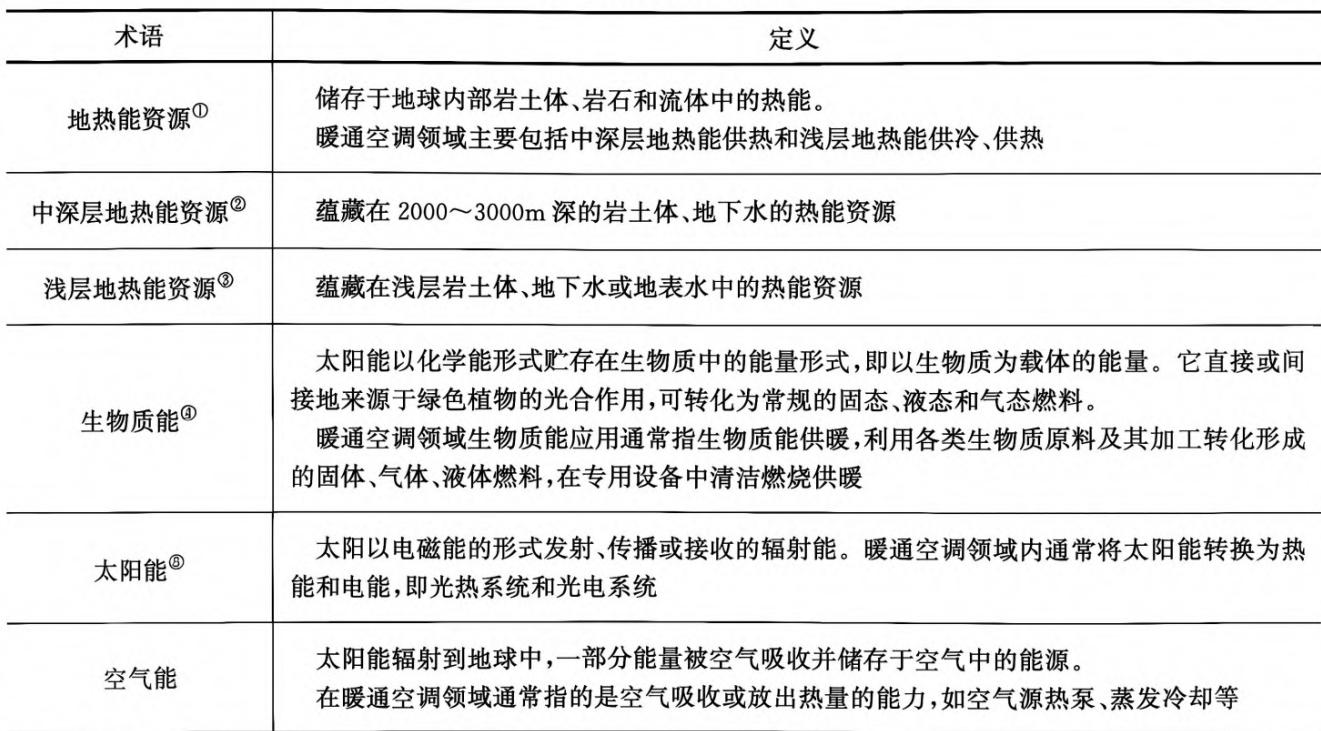 术语 定义
地热能资源① 储存于地球内部岩土体、岩石和流体中的热能。
暖通空调领域主要包括中深层地热能供热和浅层地热能供冷、供热
中深层地热能资源② 蕴藏在 2000～3000m 深的岩土体、地下水的热能资源
浅层地热能资源③ 蕴藏在浅层岩土体、地下水或地表水中的热能资源
太阳能以化学能形式贮存在生物质中的能量形式,即以生物质为载体的能量。它直接或间
接地来源于绿色植物的光合作用,可转化为常规的固态、液态和气态燃料。
生物质能④
暖通空调领域生物质能应用通常指生物质能供暖,利用各类生物质原料及其加工转化形成
的固体、气体、液体燃料,在专用设备中清洁燃烧供暖
太阳能⑤ 太阳以电磁能的形式发射、传播或接收的辐射能。暖通空调领域内通常将太阳能转换为热
能和电能,即光热系统和光电系统
空气能 太阳能辐射到地球中,一部分能量被空气吸收并储存于空气中的能源。
在暖通空调领域通常指的是空气吸收或放出热量的能力,如空气源热泵、蒸发冷却等